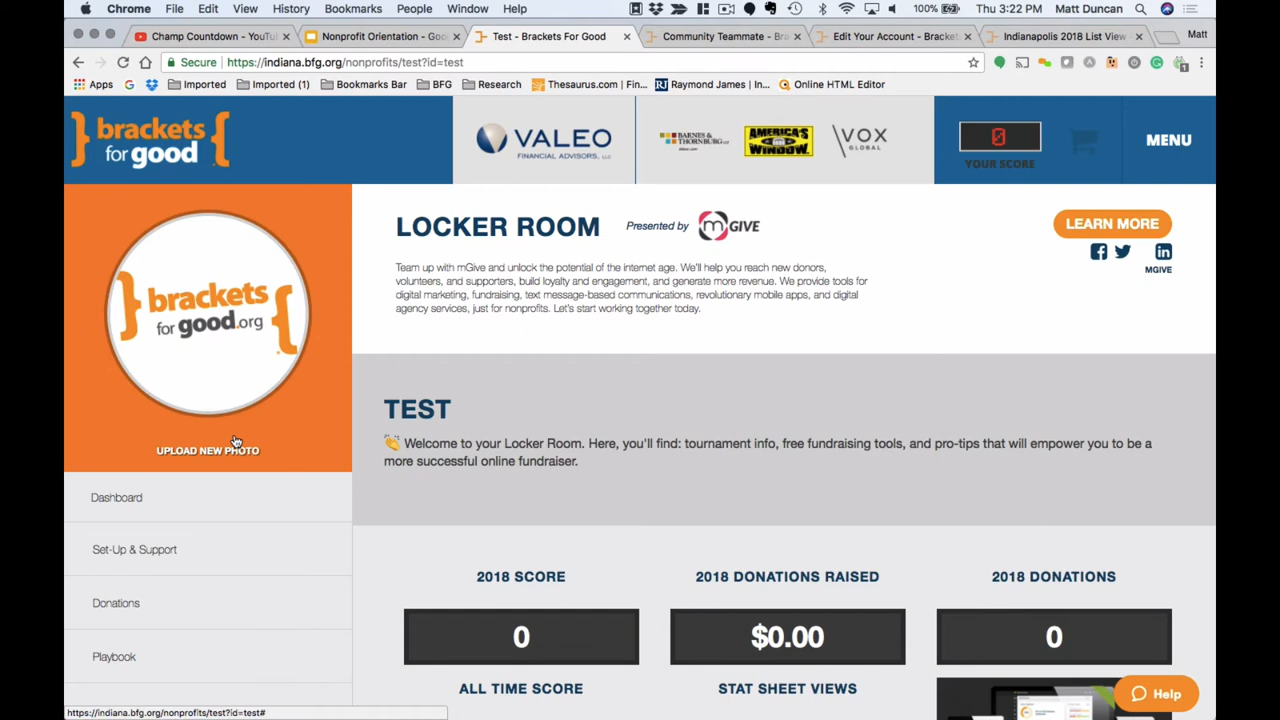 Chrome File Edit View History Bookmarks People Window Help 100% Thu 3:22 PM Matt Duncan
Champ Countdown - YouTu × Nonprofit Orientation - Goo × Test - Brackets For Good × Community Teammate - Br × Edit Your Account - Bracket × Indianapolis 2018 List View × Matt
Secure https://indiana.bfg.org/nonprofits/test?id=test
Apps Imported Imported (1) Bookmarks Bar BFG Research Thesaurus.com | Fin... Raymond James | In... Online HTML Editor
brackets for good
VALEO
FINANCIAL ADVISORS, LLC
BARNES & THORNBURG LLP
AMERICA'S WINDOW
VOX
GLOBAL
0
YOUR SCORE
MENU
brackets
for good.org
UPLOAD NEW PHOTO
Dashboard
Set-Up & Support
Donations
Playbook
LOCKER ROOM Presented by mGIVE
LEARN MORE
MGIVE
Team up with mGive and unlock the potential of the internet age. We'll help you reach new donors,
volunteers, and supporters, build loyalty and engagement, and generate more revenue. We provide tools for
digital marketing, fundraising, text message-based communications, revolutionary mobile apps, and digital
agency services, just for nonprofits. Let's start working together today.
TEST
👏 Welcome to your Locker Room. Here, you'll find: tournament info, free fundraising tools, and pro-tips that will empower you to be a
more successful online fundraiser.
2018 SCORE 2018 DONATIONS RAISED 2018 DONATIONS
0 $0.00 0
ALL TIME SCORE STAT SHEET VIEWS
Help
https://indiana.bfg.org/nonprofits/test?id=test#